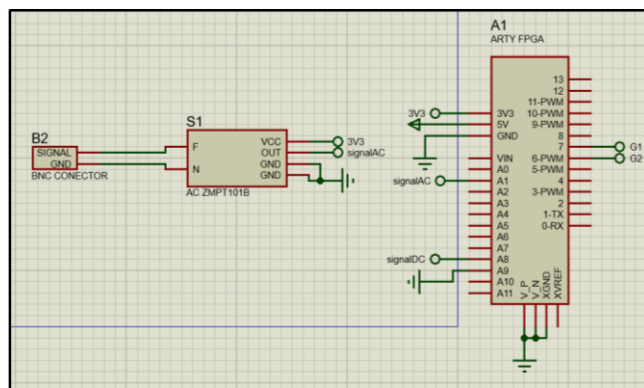 B2
SIGNAL
GND
BNC CONECTOR
S1
F
N
VCC
OUT
GND
GND
AC ZMPT101B
3V3
signalAC
A1
ARTY FPGA
3V3
signalAC
signalDC
3V3
5V
GND
VIN
A0
A1
A2
A3
A4
A5
A6
A7
A8
A9
A10
A11
13
12
11-PWM
10-PWM
9-PWM
8
7
6-PWM
5-PWM
4
3-PWM
2
1-TX
0-RX
G1
G2
V_P
V_N
XGND
XVREF